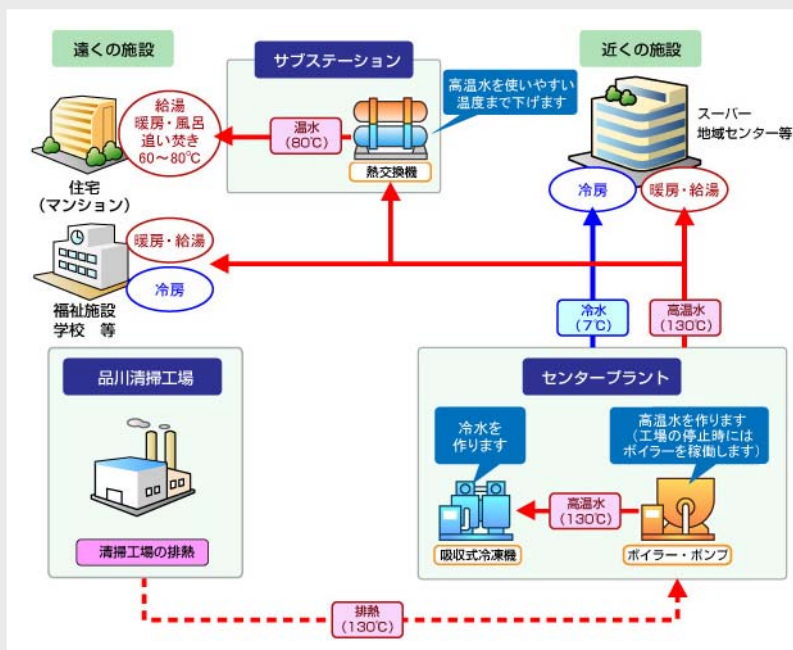 遠くの施設
サブステーション
近くの施設
給湯
暖房・風呂
追い焚き
60~80℃
温水
(80℃)
高温水を使いやすい
温度まで下げます
熱交換機
住宅
(マンション)
スーパー
地域センター等
冷房
暖房・給湯
暖房・給湯
冷房
福祉施設
学校 等
冷水
(7℃)
高温水
(130℃)
品川清掃工場
清掃工場の排熱
センタープラント
冷水を
作ります
高温水を作ります
(工場の停止時には
ボイラーを稼働します)
高温水
(130℃)
吸収式冷凍機
ボイラー・ポンプ
排熱
(130℃)